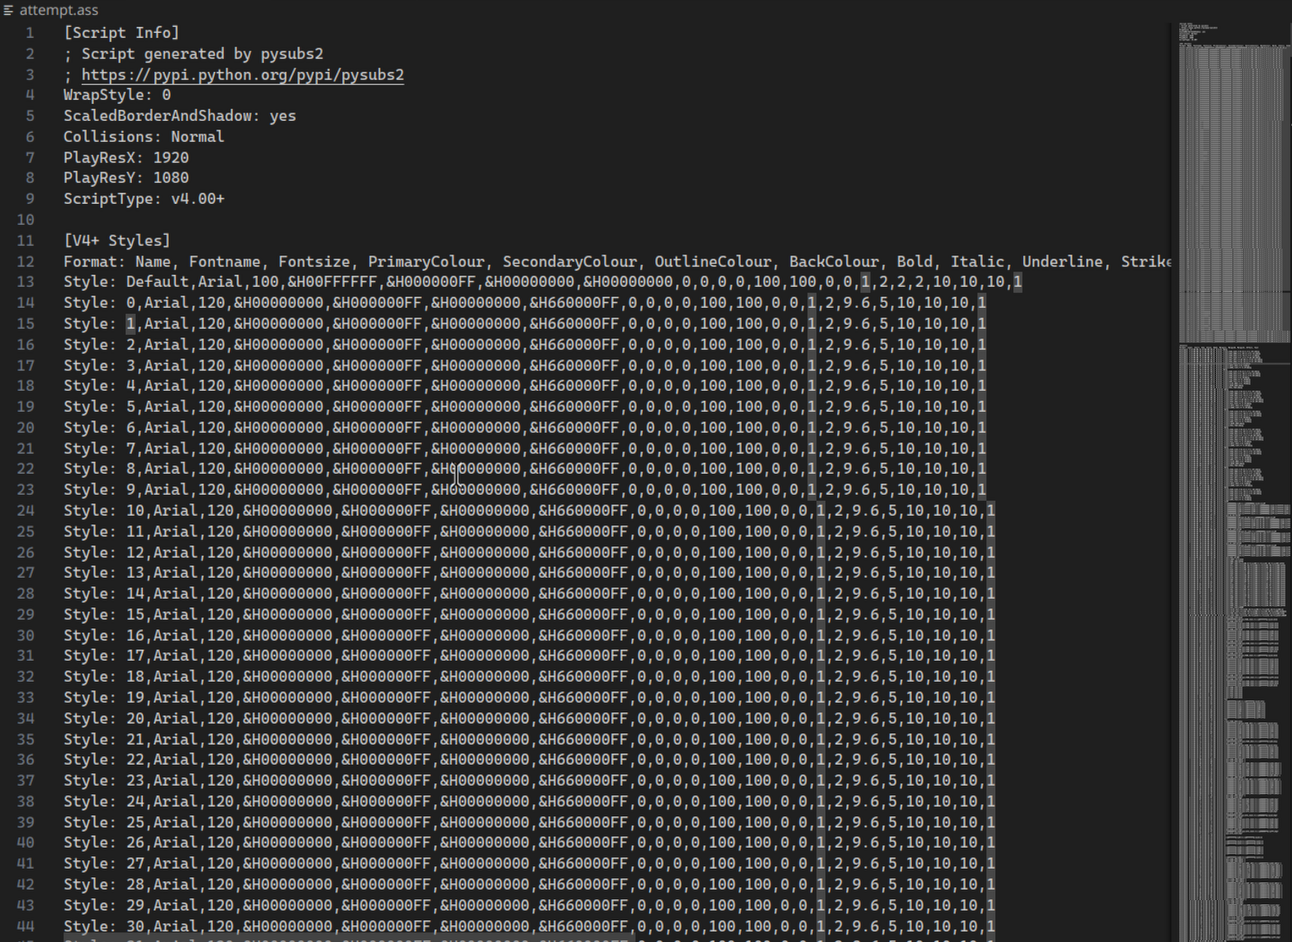 attempt.ass
1 [Script Info]
2 ; Script generated by pysubs2
3 ; https://pypi.python.org/pypi/pysubs2
4 WrapStyle: 0
5 ScaledBorderAndShadow: yes
6 Collisions: Normal
7 PlayResX: 1920
8 PlayResY: 1080
9 ScriptType: v4.00+
10
11 [V4+ Styles]
12 Format: Name, Fontname, Fontsize, PrimaryColour, SecondaryColour, OutlineColour, BackColour, Bold, Italic, Underline, Strike
13 Style: Default,Arial,100,&H00FFFFFF,&H000000FF,&H00000000,&H00000000,0,0,0,0,100,100,0,0,1,2,2,2,10,10,10,1
14 Style: 0,Arial,120,&H00000000,&H000000FF,&H00000000,&H660000FF,0,0,0,0,100,100,0,0,1,2,9.6,5,10,10,10,1
15 Style: 1,Arial,120,&H00000000,&H000000FF,&H00000000,&H660000FF,0,0,0,0,100,100,0,0,1,2,9.6,5,10,10,10,1
16 Style: 2,Arial,120,&H00000000,&H000000FF,&H00000000,&H660000FF,0,0,0,0,100,100,0,0,1,2,9.6,5,10,10,10,1
17 Style: 3,Arial,120,&H00000000,&H000000FF,&H00000000,&H660000FF,0,0,0,0,100,100,0,0,1,2,9.6,5,10,10,10,1
18 Style: 4,Arial,120,&H00000000,&H000000FF,&H00000000,&H660000FF,0,0,0,0,100,100,0,0,1,2,9.6,5,10,10,10,1
19 Style: 5,Arial,120,&H00000000,&H000000FF,&H00000000,&H660000FF,0,0,0,0,100,100,0,0,1,2,9.6,5,10,10,10,1
20 Style: 6,Arial,120,&H00000000,&H000000FF,&H00000000,&H660000FF,0,0,0,0,100,100,0,0,1,2,9.6,5,10,10,10,1
21 Style: 7,Arial,120,&H00000000,&H000000FF,&H00000000,&H660000FF,0,0,0,0,100,100,0,0,1,2,9.6,5,10,10,10,1
22 Style: 8,Arial,120,&H00000000,&H000000FF,&H00000000,&H660000FF,0,0,0,0,100,100,0,0,1,2,9.6,5,10,10,10,1
23 Style: 9,Arial,120,&H00000000,&H000000FF,&H00000000,&H660000FF,0,0,0,0,100,100,0,0,1,2,9.6,5,10,10,10,1
24 Style: 10,Arial,120,&H00000000,&H000000FF,&H00000000,&H660000FF,0,0,0,0,100,100,0,0,1,2,9.6,5,10,10,10,1
25 Style: 11,Arial,120,&H00000000,&H000000FF,&H00000000,&H660000FF,0,0,0,0,100,100,0,0,1,2,9.6,5,10,10,10,1
26 Style: 12,Arial,120,&H00000000,&H000000FF,&H00000000,&H660000FF,0,0,0,0,100,100,0,0,1,2,9.6,5,10,10,10,1
27 Style: 13,Arial,120,&H00000000,&H000000FF,&H00000000,&H660000FF,0,0,0,0,100,100,0,0,1,2,9.6,5,10,10,10,1
28 Style: 14,Arial,120,&H00000000,&H000000FF,&H00000000,&H660000FF,0,0,0,0,100,100,0,0,1,2,9.6,5,10,10,10,1
29 Style: 15,Arial,120,&H00000000,&H000000FF,&H00000000,&H660000FF,0,0,0,0,100,100,0,0,1,2,9.6,5,10,10,10,1
30 Style: 16,Arial,120,&H00000000,&H000000FF,&H00000000,&H660000FF,0,0,0,0,100,100,0,0,1,2,9.6,5,10,10,10,1
31 Style: 17,Arial,120,&H00000000,&H000000FF,&H00000000,&H660000FF,0,0,0,0,100,100,0,0,1,2,9.6,5,10,10,10,1
32 Style: 18,Arial,120,&H00000000,&H000000FF,&H00000000,&H660000FF,0,0,0,0,100,100,0,0,1,2,9.6,5,10,10,10,1
33 Style: 19,Arial,120,&H00000000,&H000000FF,&H00000000,&H660000FF,0,0,0,0,100,100,0,0,1,2,9.6,5,10,10,10,1
34 Style: 20,Arial,120,&H00000000,&H000000FF,&H00000000,&H660000FF,0,0,0,0,100,100,0,0,1,2,9.6,5,10,10,10,1
35 Style: 21,Arial,120,&H00000000,&H000000FF,&H00000000,&H660000FF,0,0,0,0,100,100,0,0,1,2,9.6,5,10,10,10,1
36 Style: 22,Arial,120,&H00000000,&H000000FF,&H00000000,&H660000FF,0,0,0,0,100,100,0,0,1,2,9.6,5,10,10,10,1
37 Style: 23,Arial,120,&H00000000,&H000000FF,&H00000000,&H660000FF,0,0,0,0,100,100,0,0,1,2,9.6,5,10,10,10,1
38 Style: 24,Arial,120,&H00000000,&H000000FF,&H00000000,&H660000FF,0,0,0,0,100,100,0,0,1,2,9.6,5,10,10,10,1
39 Style: 25,Arial,120,&H00000000,&H000000FF,&H00000000,&H660000FF,0,0,0,0,100,100,0,0,1,2,9.6,5,10,10,10,1
40 Style: 26,Arial,120,&H00000000,&H000000FF,&H00000000,&H660000FF,0,0,0,0,100,100,0,0,1,2,9.6,5,10,10,10,1
41 Style: 27,Arial,120,&H00000000,&H000000FF,&H00000000,&H660000FF,0,0,0,0,100,100,0,0,1,2,9.6,5,10,10,10,1
42 Style: 28,Arial,120,&H00000000,&H000000FF,&H00000000,&H660000FF,0,0,0,0,100,100,0,0,1,2,9.6,5,10,10,10,1
43 Style: 29,Arial,120,&H00000000,&H000000FF,&H00000000,&H660000FF,0,0,0,0,100,100,0,0,1,2,9.6,5,10,10,10,1
44 Style: 30,Arial,120,&H00000000,&H000000FF,&H00000000,&H660000FF,0,0,0,0,100,100,0,0,1,2,9.6,5,10,10,10,1